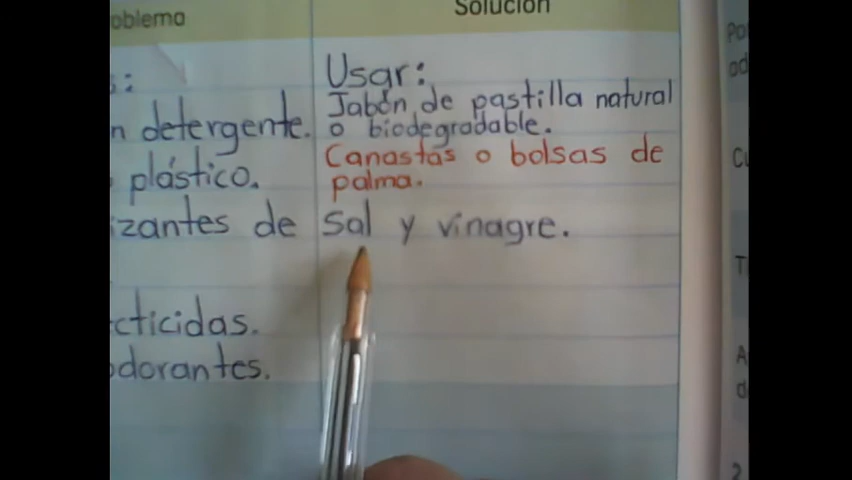 oblema Solución
s: Usar:
Jabón de pastilla natural
n detergente. o biodegradable.
Canastas o bolsas de
plástico. palma.
izantes de Sal y vinagre.
cticidas.
odorantes.